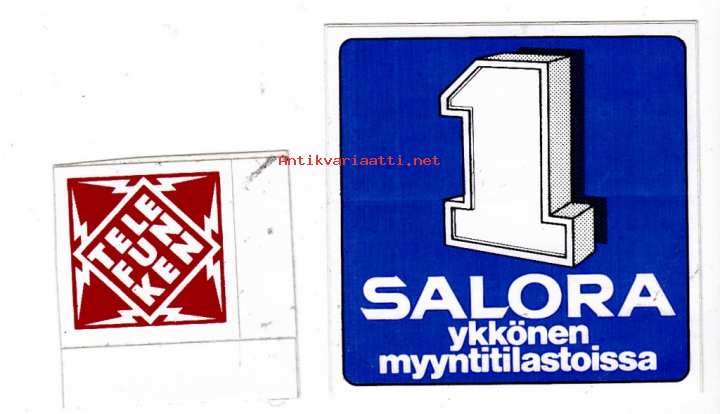 Antikvariaatti.net
TELE
FUN
KEN
1
SALORA
ykkönen
myyntitilastoissa